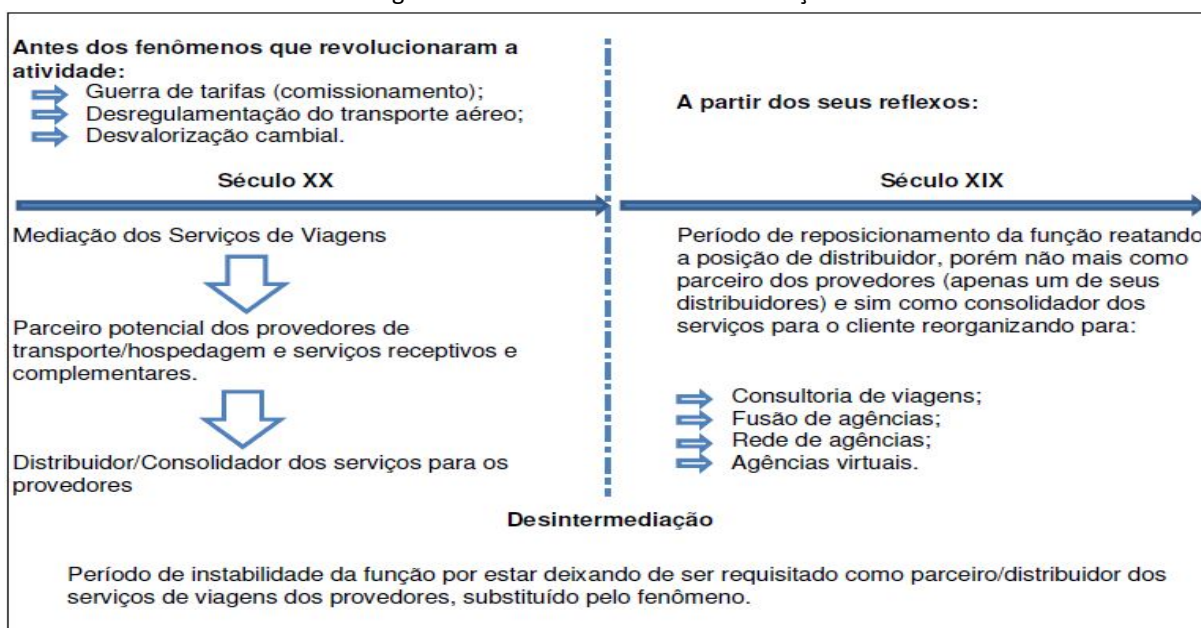 Antes dos fenômenos que revolucionaram a
atividade:
Guerra de tarifas (comissionamento);
Desregulamentação do transporte aéreo;
Desvalorização cambial.
A partir dos seus reflexos:
Século XX
Século XIX
Mediação dos Serviços de Viagens
Parceiro potencial dos provedores de
transporte/hospedagem e serviços receptivos e
complementares.
Distribuidor/Consolidador dos serviços para os
provedores
Período de reposicionamento da função reatando
a posição de distribuidor, porém não mais como
parceiro dos provedores (apenas um de seus
distribuidores) e sim como consolidador dos
serviços para o cliente reorganizando para:
Consultoria de viagens;
Fusão de agências;
Rede de agências;
Agências virtuais.
Desintermediação
Período de instabilidade da função por estar deixando de ser requisitado como parceiro/distribuidor dos
serviços de viagens dos provedores, substituído pelo fenômeno.